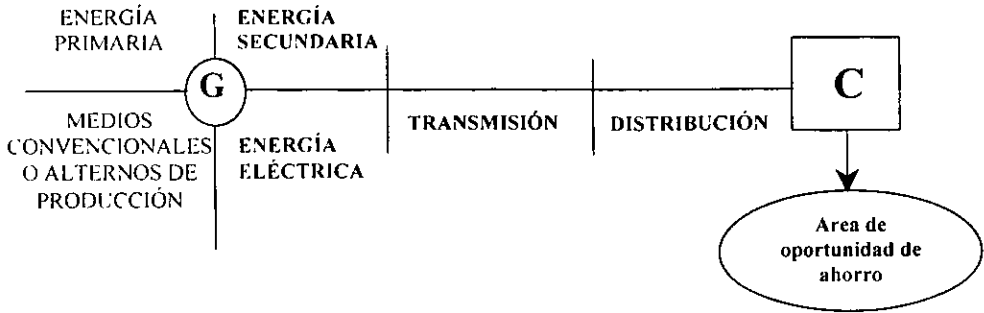 ENERGÍA
PRIMARIA
ENERGÍA
SECUNDARIA
G
C
MEDIOS
CONVENCIONALES
O ALTERNOS DE
PRODUCCIÓN
ENERGÍA
ELÉCTRICA
TRANSMISIÓN
DISTRIBUCIÓN
Area de
oportunidad de
ahorro